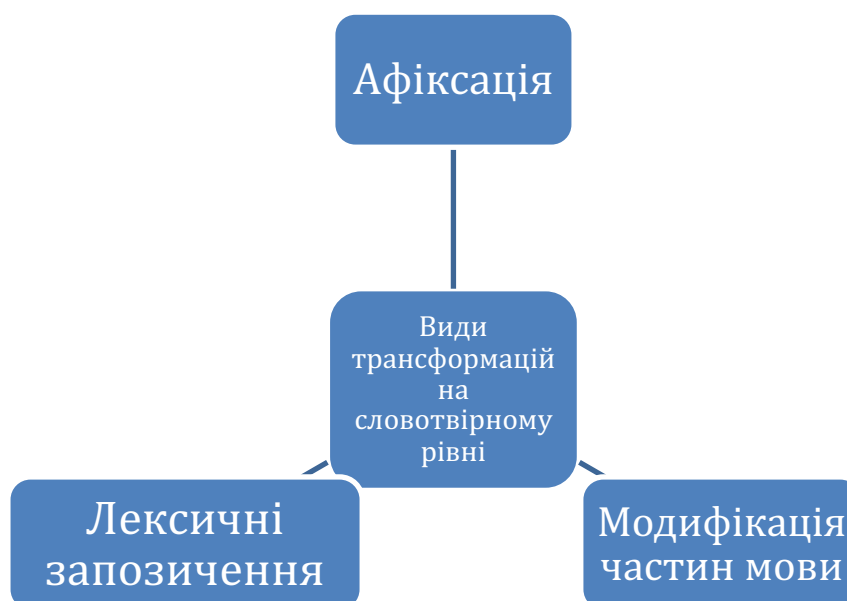 Афіксація
Види
трансформацій
на
словотвірному
рівні
Лексичні
запозичення
Модифікація
частин мови